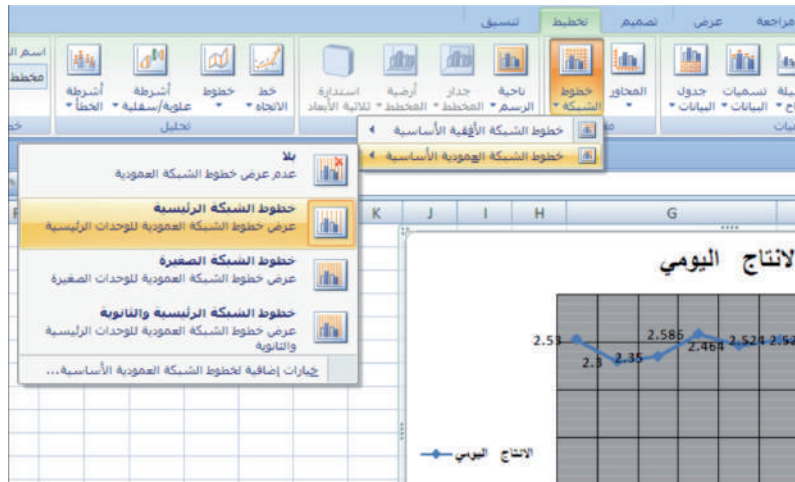 مراجعة عرض تصميم تخطيط تنسيق
تسميات البيانات
جدول البيانات
المحاور
خطوط الشبكة
ناحية الرسم
جدار المخطط
أرضية المخطط
استدارة ثلاثية الأبعاد
خط الاتجاه
خطوط
أشرطة علوية/سفلية
أشرطة الخطأ
مخطط
تحليل
خطوط الشبكة الأفقية الأساسية
خطوط الشبكة العمودية الأساسية
بلا
عدم عرض خطوط الشبكة العمودية
خطوط الشبكة الرئيسية
عرض خطوط الشبكة العمودية للوحدات الرئيسية
خطوط الشبكة الصغيرة
عرض خطوط الشبكة العمودية للوحدات الصغيرة
خطوط الشبكة الرئيسية والثانوية
عرض خطوط الشبكة العمودية للوحدات الرئيسية
والثانوية
خيارات إضافية لخطوط الشبكة العمودية الأساسية...
G H I J K
الانتاج اليومي
2.53 2.3 2.35 2.585 2.464 2.524
الانتاج اليومي